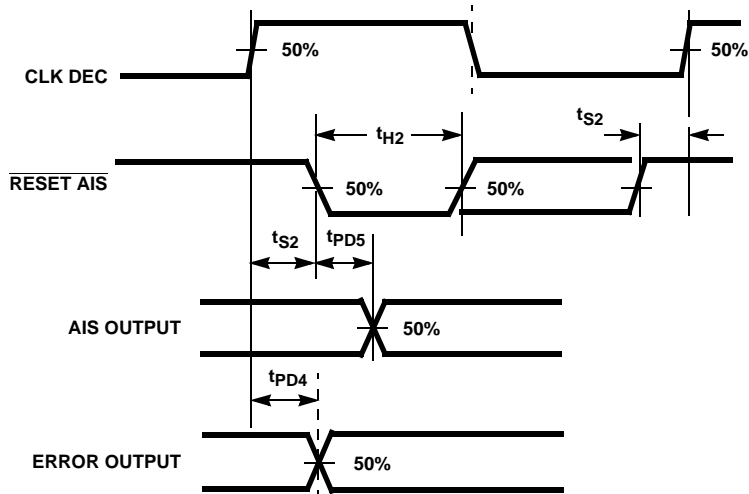 50%
50%
CLK DEC
tS2
tH2
RESET AIS
50%
50%
tS2
tPD5
AIS OUTPUT
50%
tPD4
ERROR OUTPUT
50%